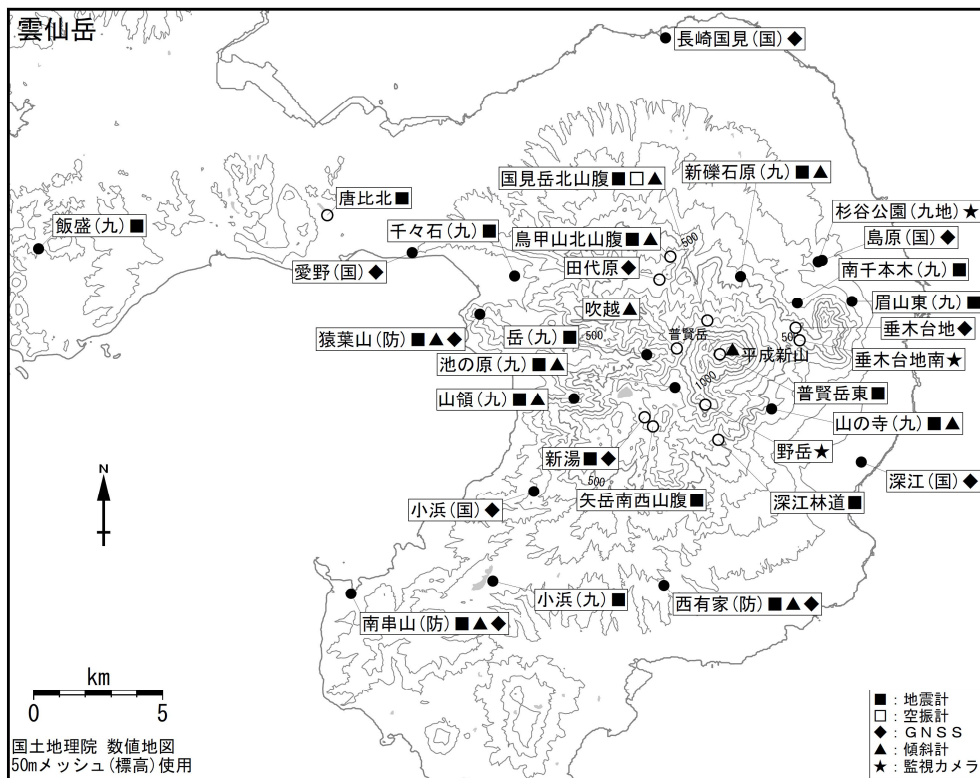 雲仙岳
長崎国見(国)◆
国見岳北山腹■□▲
新礫石原(九)■▲
唐比北■
杉谷公園(九地)★
飯盛(九)■
千々石(九)■
鳥甲山北山腹■▲
500
島原(国)◆
愛野(国)◆
田代原◆
南千本木(九)■
吹越▲
眉山東(九)■
猿葉山(防)■▲◆
岳(九)■
500
普賢岳
500
垂木台地◆
平成新山
池の原(九)■▲
垂木台地南★
1000
山領(九)■▲
普賢岳東■
山の寺(九)■▲
新湯■◆
野岳★
500
深江(国)◆
小浜(国)◆
矢岳南西山腹■
深江林道■
N
小浜(九)■
西有家(防)■▲◆
南串山(防)■▲◆
km
0 5
国土地理院 数値地図
50mメッシュ(標高)使用
■:地震計
□:空振計
◆:GNSS
▲:傾斜計
★:監視カメラ